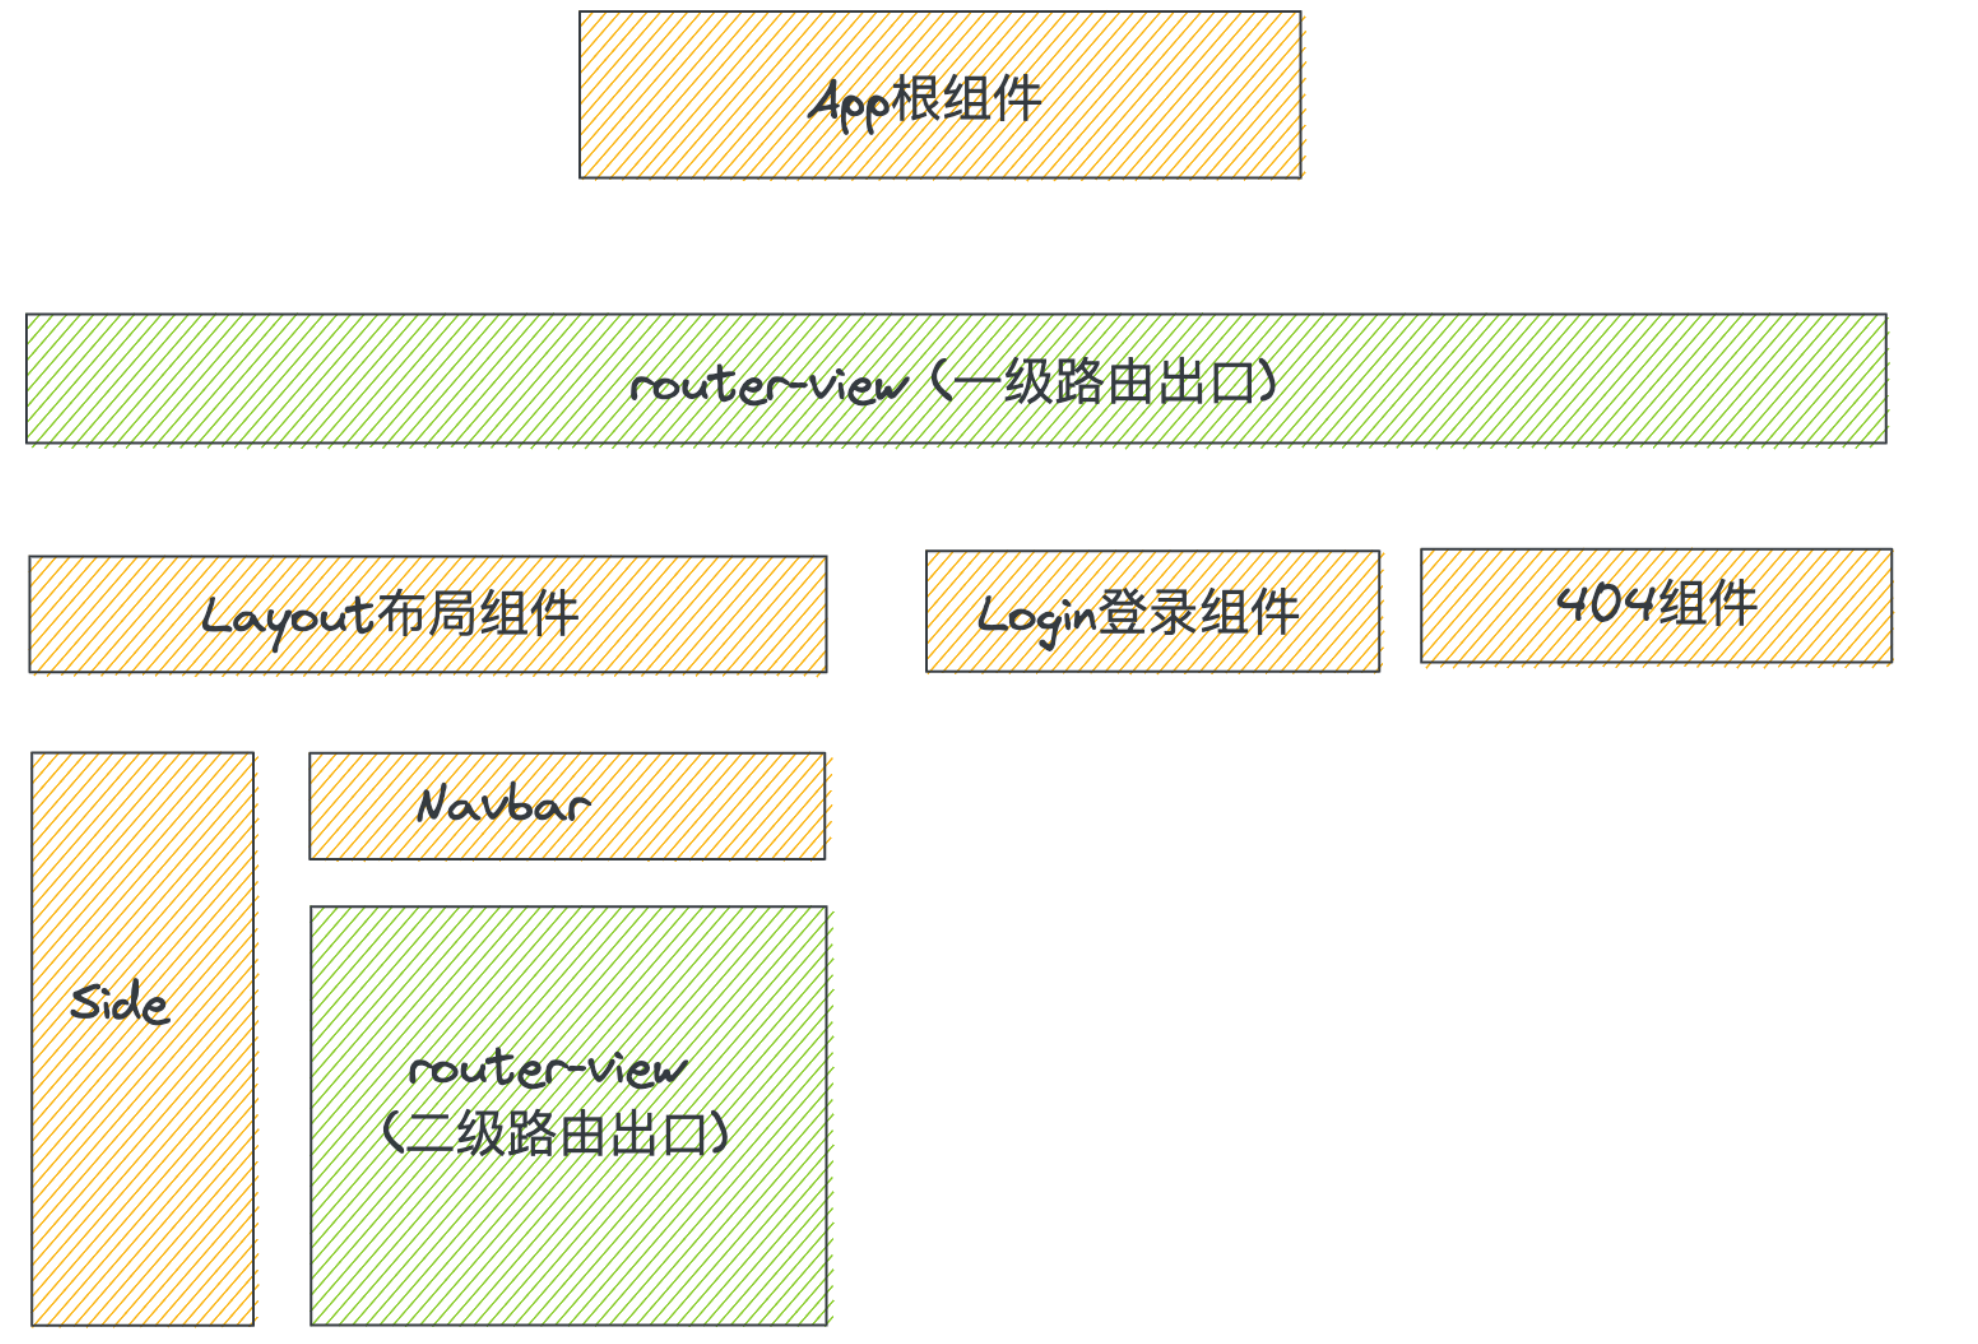 App根组件
router-view（一级路由出口）
Layout布局组件
Login登录组件
404组件
Side
Navbar
router-view
（二级路由出口）